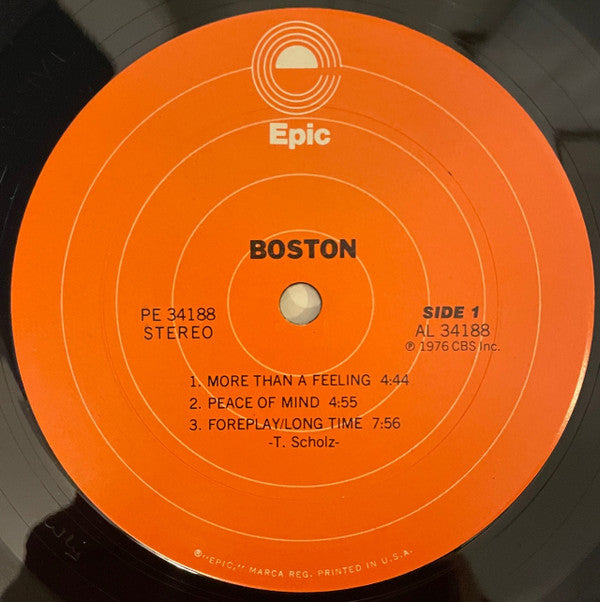 Epic
BOSTON
PE 34188
STEREO
SIDE 1
AL 34188
℗ 1976 CBS Inc.
1. MORE THAN A FEELING 4:44
2. PEACE OF MIND 4:55
3. FOREPLAY/LONG TIME 7:56
-T. Scholz-
®"EPIC," MARCA REG. PRINTED IN U.S.A.